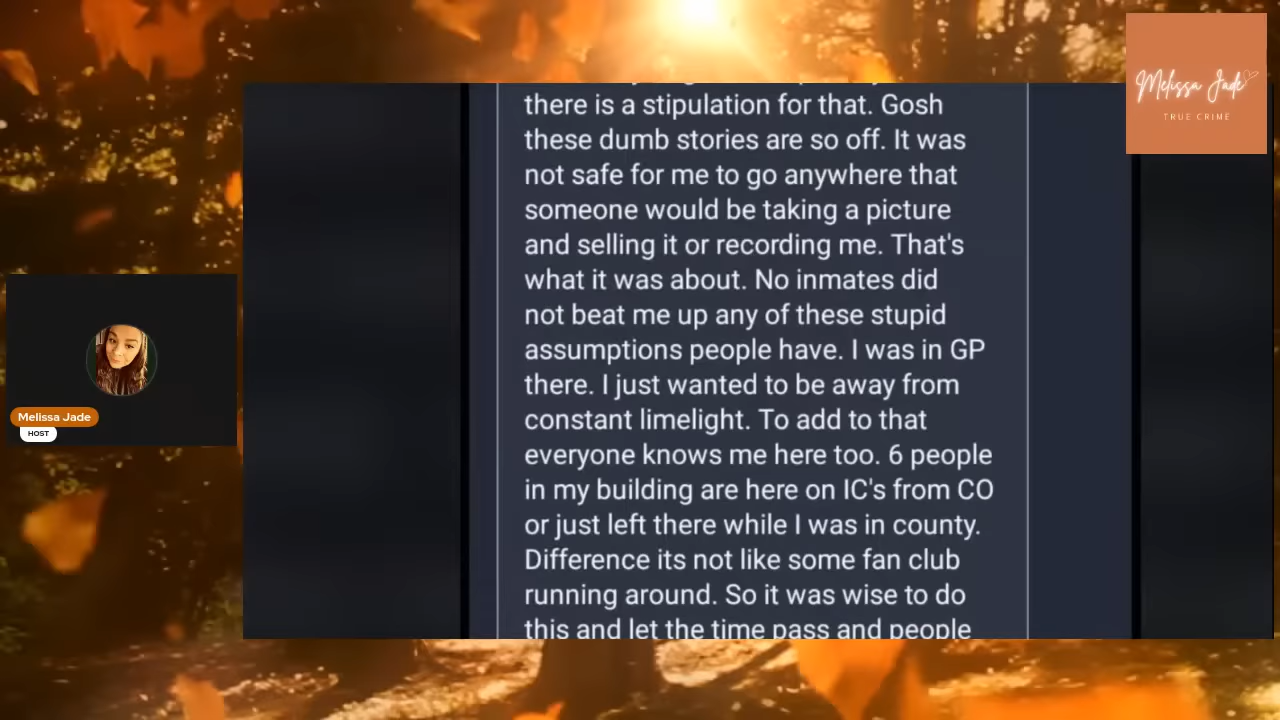 there is a stipulation for that. Gosh
these dumb stories are so off. It was
not safe for me to go anywhere that
someone would be taking a picture
and selling it or recording me. That's
what it was about. No inmates did
not beat me up any of these stupid
assumptions people have. I was in GP
there. I just wanted to be away from
constant limelight. To add to that
everyone knows me here too. 6 people
in my building are here on IC's from CO
or just left there while I was in county.
Difference its not like some fan club
running around. So it was wise to do
this and let the time pass and people
Melissa Jade
TRUE CRIME
Melissa Jade
HOST